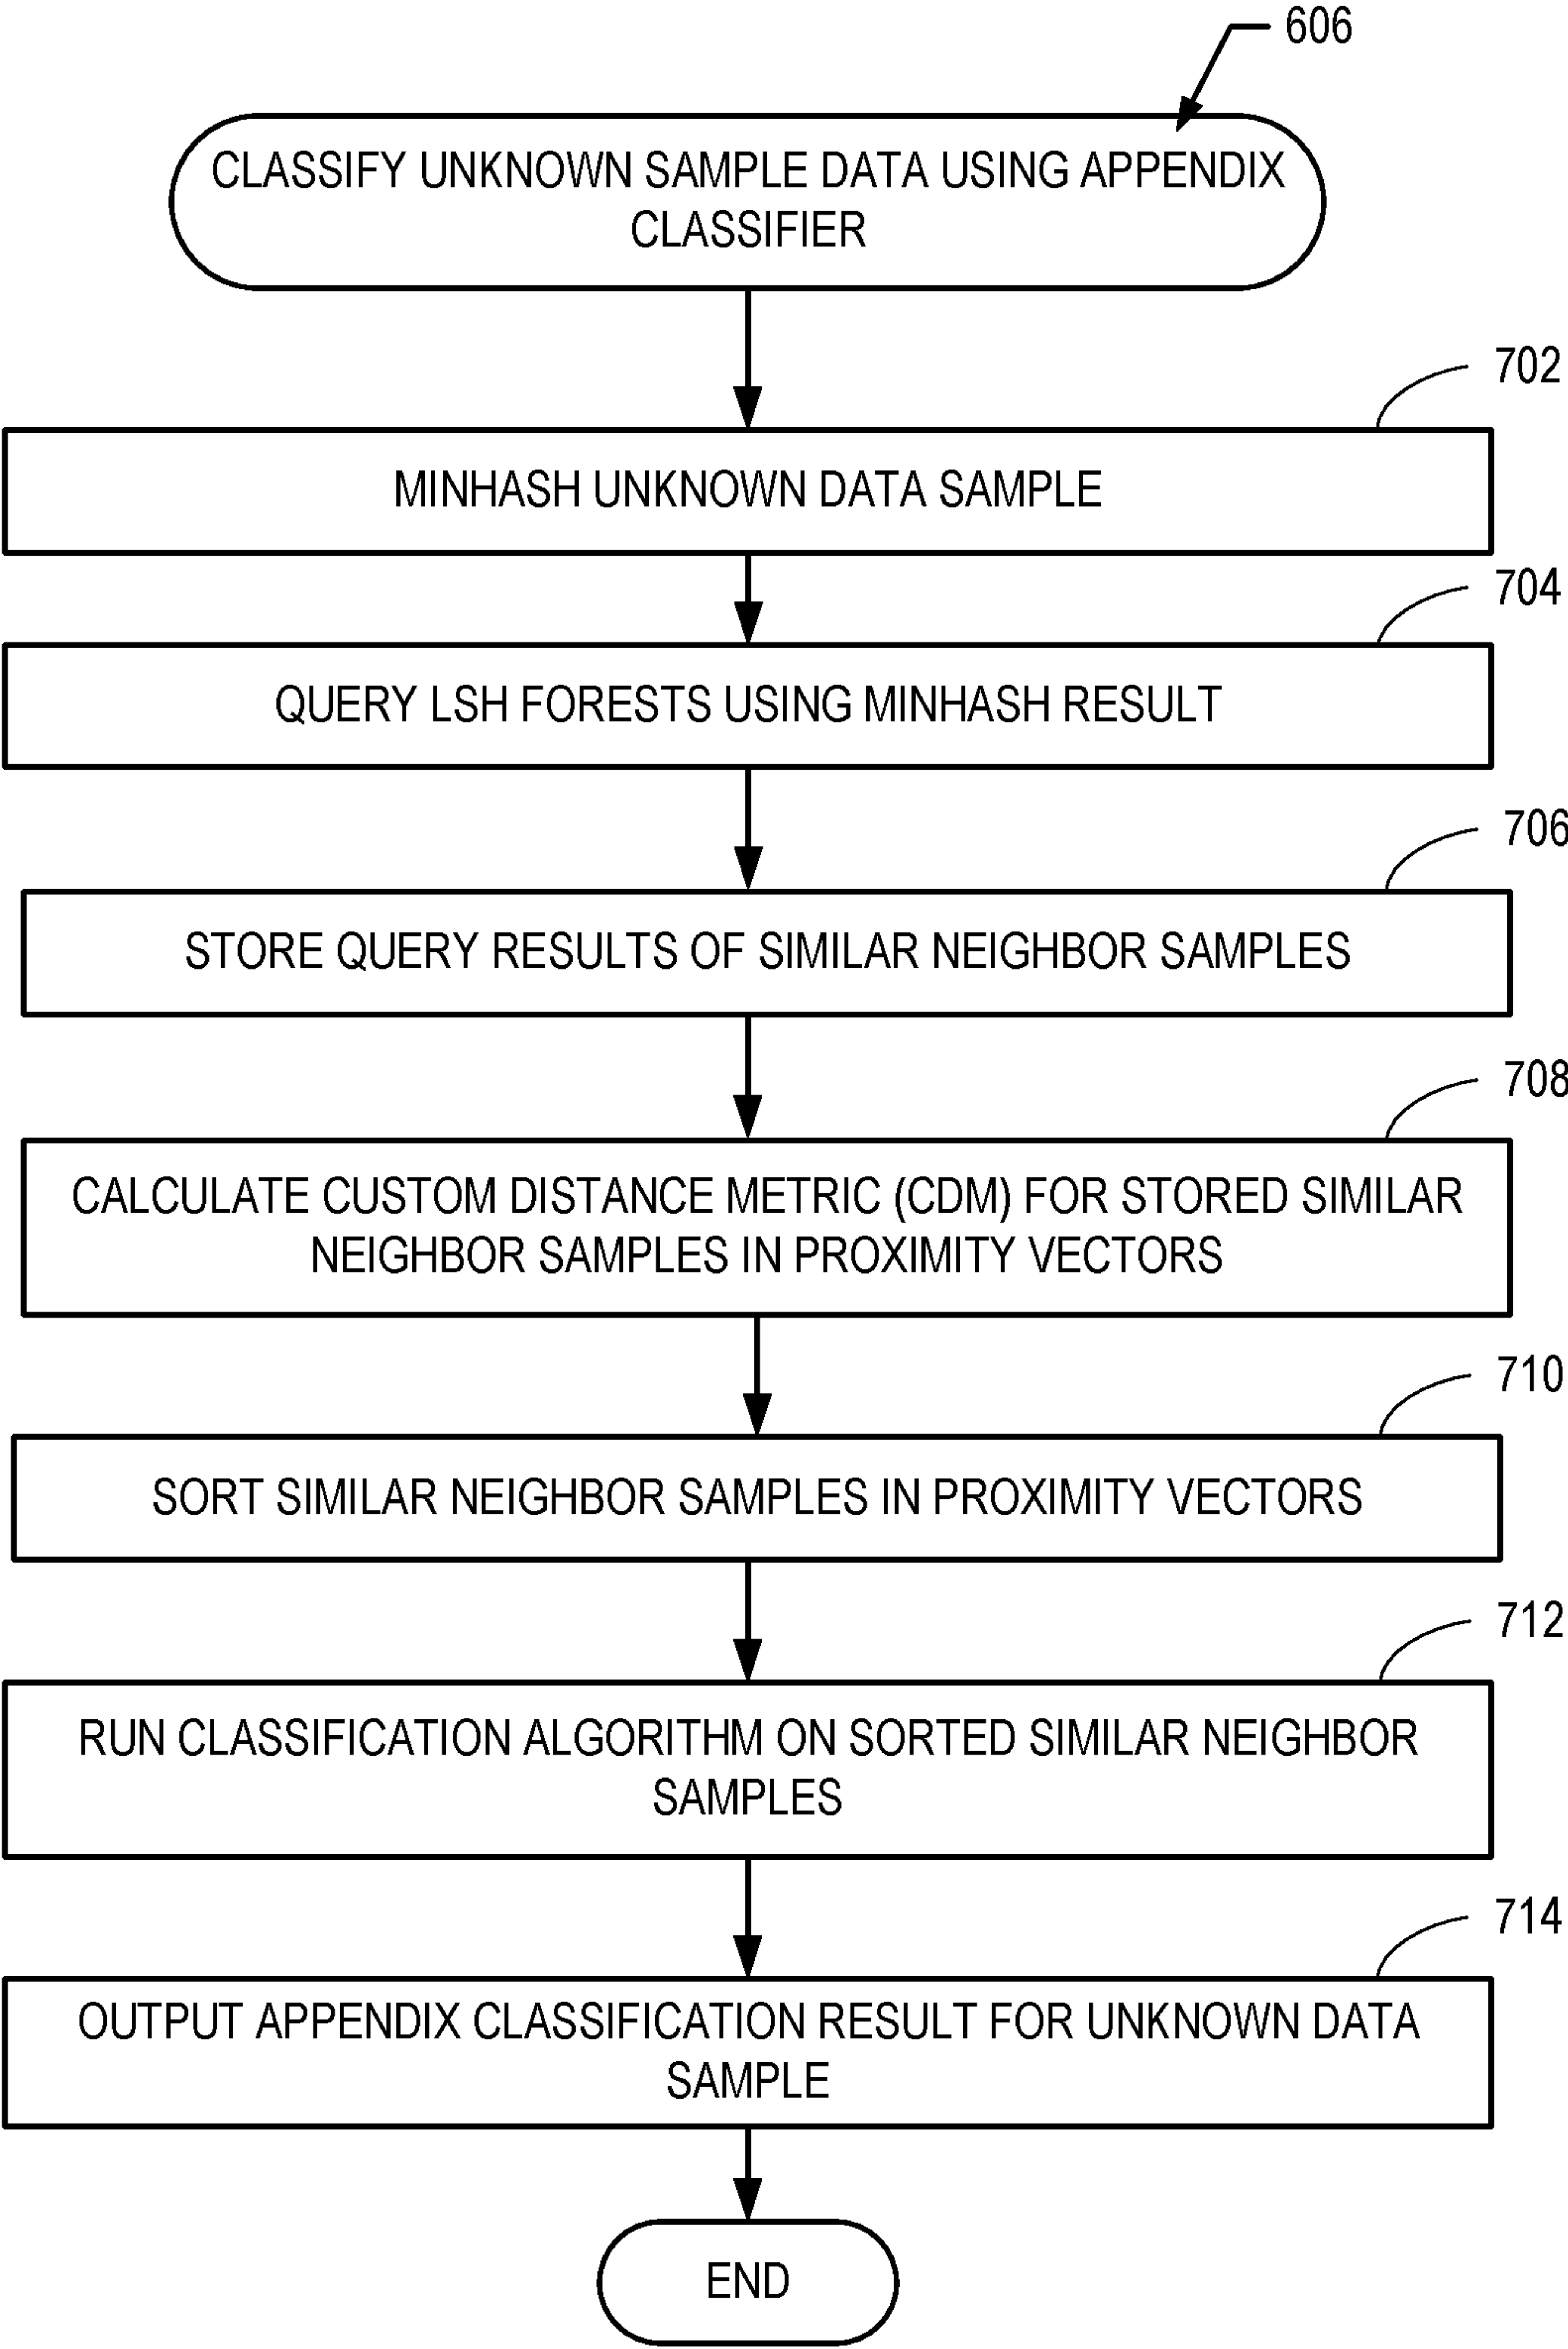 606
CLASSIFY UNKNOWN SAMPLE DATA USING APPENDIX
CLASSIFIER
702
MINHASH UNKNOWN DATA SAMPLE
704
QUERY LSH FORESTS USING MINHASH RESULT
706
STORE QUERY RESULTS OF SIMILAR NEIGHBOR SAMPLES
708
CALCULATE CUSTOM DISTANCE METRIC (CDM) FOR STORED SIMILAR
NEIGHBOR SAMPLES IN PROXIMITY VECTORS
710
SORT SIMILAR NEIGHBOR SAMPLES IN PROXIMITY VECTORS
712
RUN CLASSIFICATION ALGORITHM ON SORTED SIMILAR NEIGHBOR
SAMPLES
714
OUTPUT APPENDIX CLASSIFICATION RESULT FOR UNKNOWN DATA
SAMPLE
END